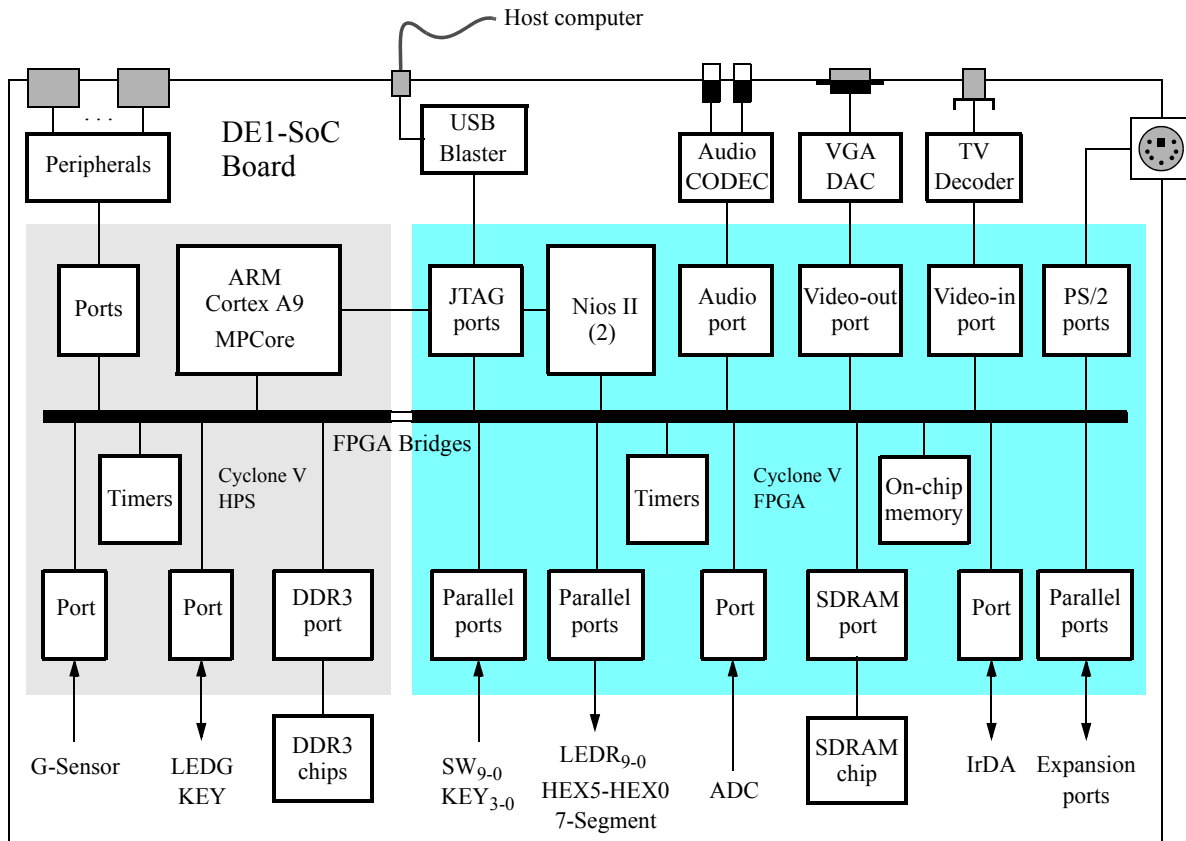 Host computer
DE1-SoC
Board
Peripherals
. . .
USB
Blaster
Audio
CODEC
VGA
DAC
TV
Decoder
Ports
ARM
Cortex A9
MPCore
JTAG
ports
Nios II
(2)
Audio
port
Video-out
port
Video-in
port
PS/2
ports
FPGA Bridges
Timers
Cyclone V
HPS
Timers
Cyclone V
FPGA
On-chip
memory
Port
Port
DDR3
port
Parallel
ports
Parallel
ports
Port
SDRAM
port
Port
Parallel
ports
G-Sensor
LEDG
KEY
DDR3
chips
SW9-0
KEY3-0
LEDR9-0
HEX5-HEX0
7-Segment
ADC
SDRAM
chip
IrDA
Expansion
ports